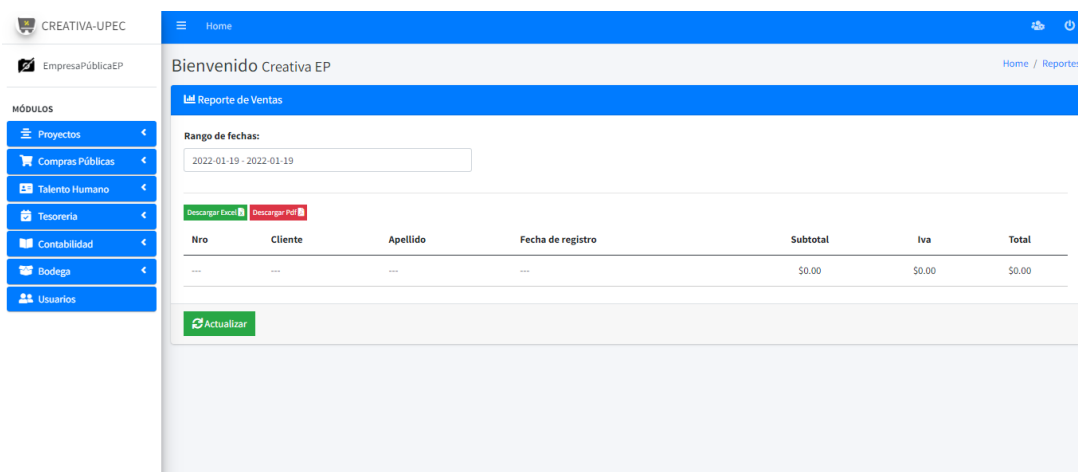 CREATIVA-UPEC
Home
EmpresaPúblicaEP
Bienvenido Creativa EP
Home / Reportes
MÓDULOS
Proyectos
Compras Públicas
Talento Humano
Tesoreria
Contabilidad
Bodega
Usuarios
Reporte de Ventas
Rango de fechas:
2022-01-19 - 2022-01-19
Descargar Excel Descargar Pdf
Nro Cliente Apellido Fecha de registro Subtotal Iva Total
--- --- --- --- $0.00 $0.00 $0.00
Actualizar